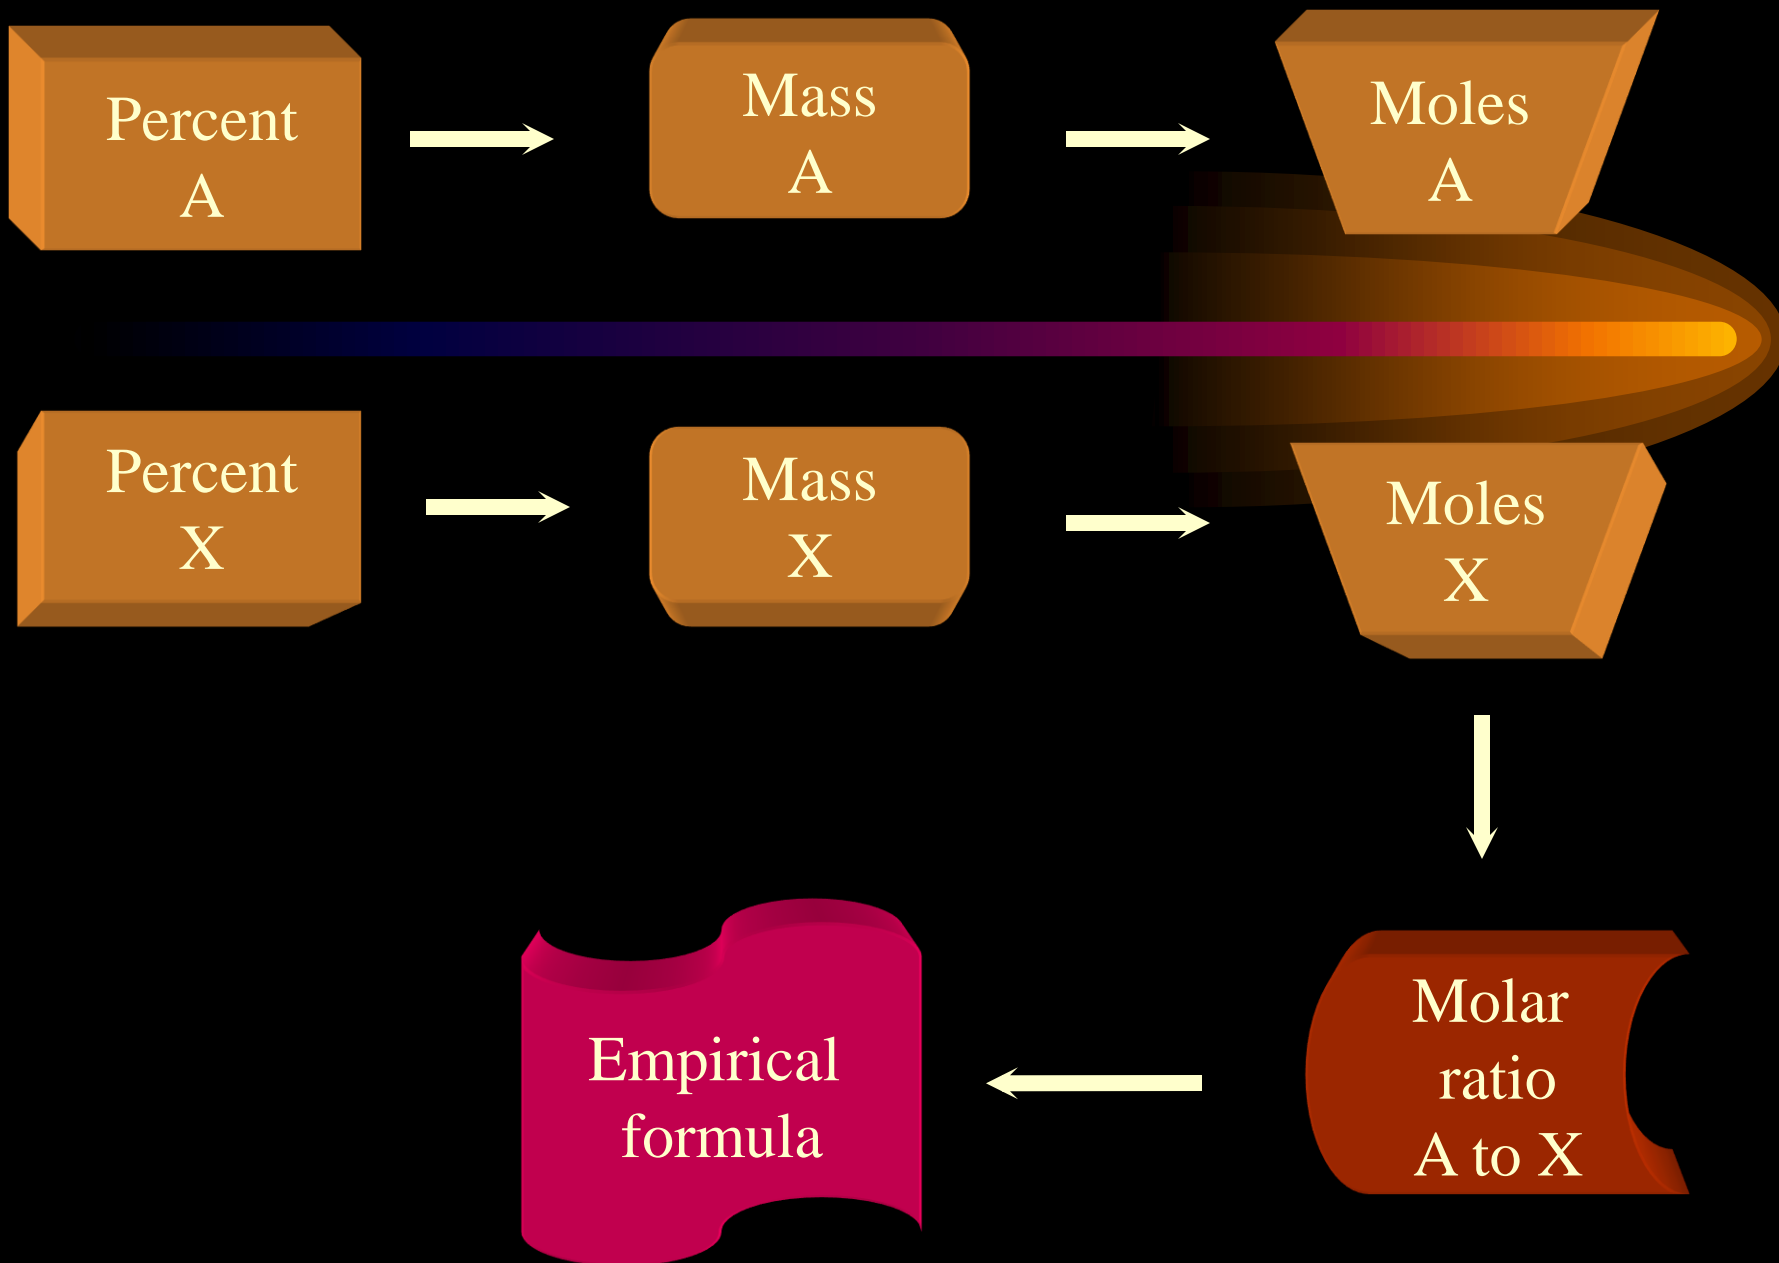 Percent
A
Mass
A
Moles
A
Percent
X
Mass
X
Moles
X
Molar
ratio
A to X
Empirical
formula